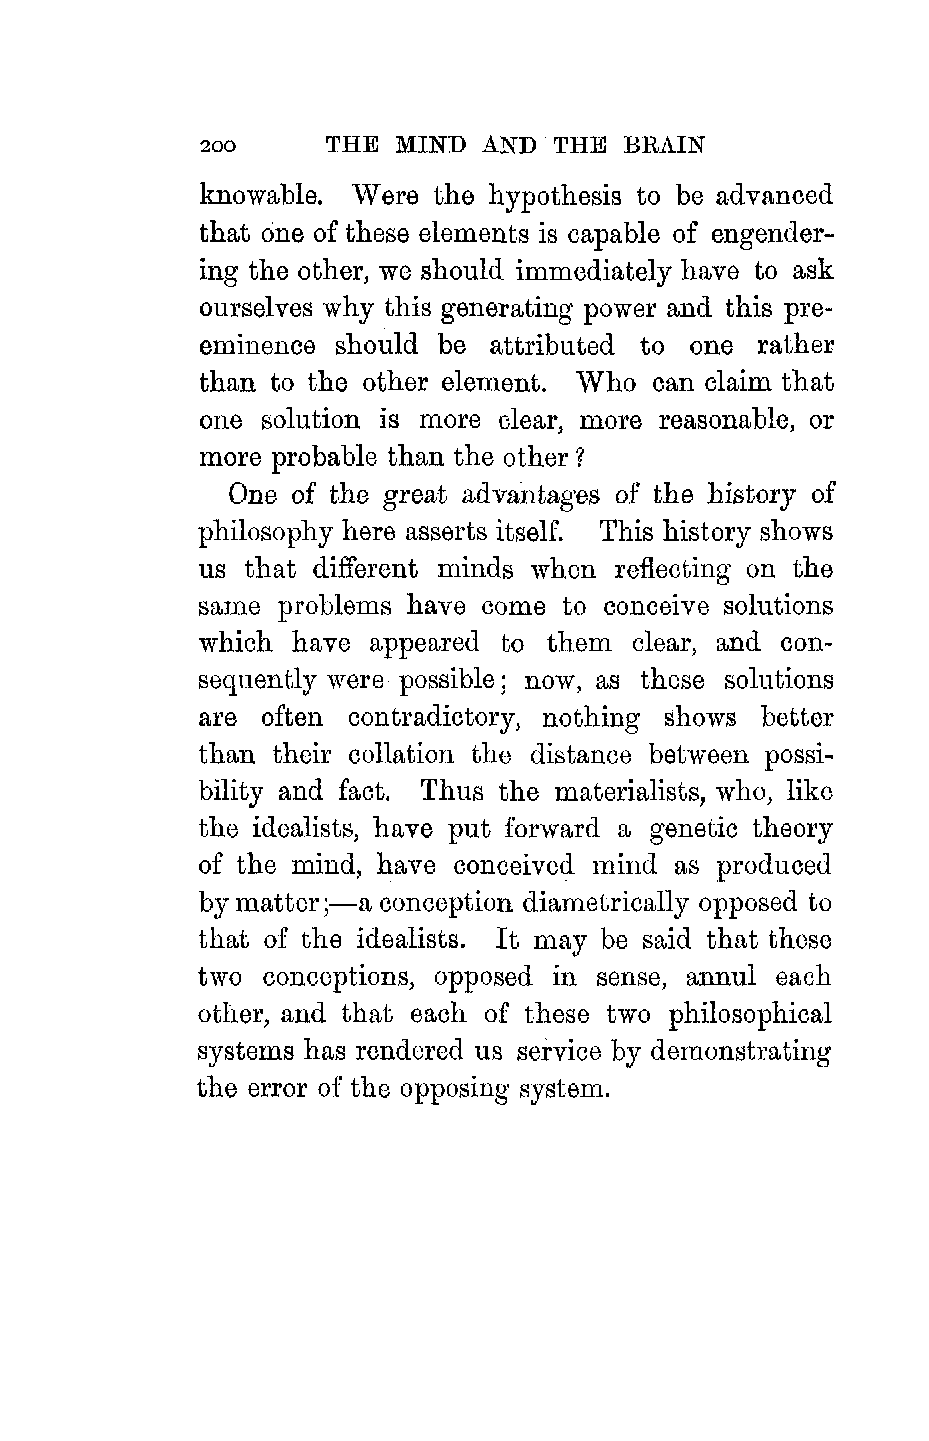 200 THE MIND AND THE BRAIN
knowable. Were the hypothesis to be advanced
that one of these elements is capable of engender-
ing the other, we should immediately have to ask
ourselves why this generating power and this pre-
eminence should be attributed to one rather
than to the other element. Who can claim that
one solution is more clear, more reasonable, or
more probable than the other?
One of the great advantages of the history of
philosophy here asserts itself. This history shows
us that different minds when reflecting on the
same problems have come to conceive solutions
which have appeared to them clear, and con-
sequently were possible; now, as these solutions
are often contradictory, nothing shows better
than their collation the distance between possi-
bility and fact. Thus the materialists, who, like
the idealists, have put forward a genetic theory
of the mind, have conceived mind as produced
by matter;—a conception diametrically opposed to
that of the idealists. It may be said that these
two conceptions, opposed in sense, annul each
other, and that each of these two philosophical
systems has rendered us service by demonstrating
the error of the opposing system.